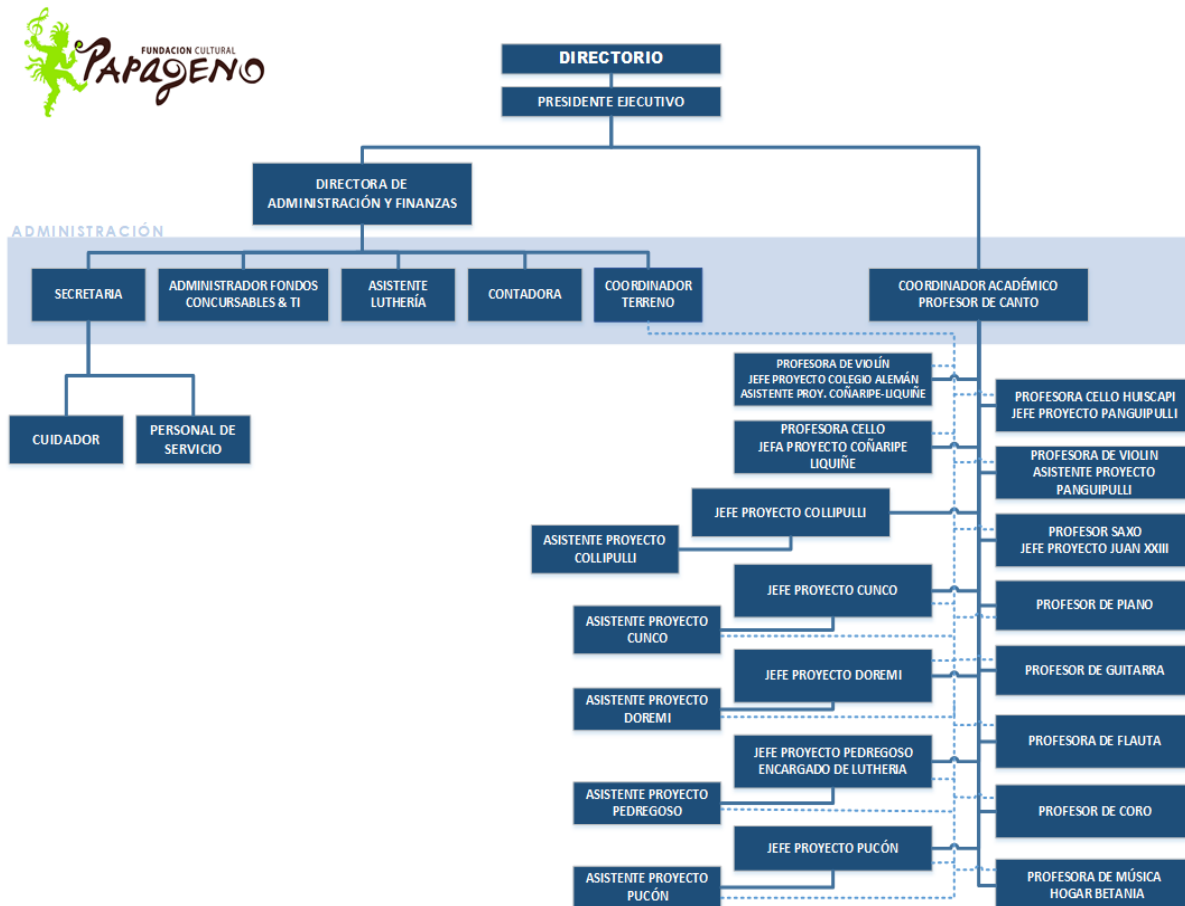 FUNDACION CULTURAL
PAPAGENO
DIRECTORIO
PRESIDENTE EJECUTIVO
DIRECTORA DE
ADMINISTRACIÓN Y FINANZAS
ADMINISTRACIÓN
SECRETARIA
ADMINISTRADOR FONDOS
CONCURSABLES & TI
ASISTENTE
LUTHERÍA
CONTADORA
COORDINADOR
TERRENO
COORDINADOR ACADÉMICO
PROFESOR DE CANTO
CUIDADOR
PERSONAL DE
SERVICIO
PROFESORA DE VIOLÍN
JEFE PROYECTO COLEGIO ALEMÁN
ASISTENTE PROY. COÑARIPE-LIQUIÑE
PROFESORA CELLO HUISCAPI
JEFE PROYECTO PANGUIPULLI
PROFESORA CELLO
JEFA PROYECTO COÑARIPE
LIQUIÑE
PROFESORA DE VIOLIN
ASISTENTE PROYECTO
PANGUIPULLI
JEFE PROYECTO COLLIPULLI
ASISTENTE PROYECTO
COLLIPULLI
PROFESOR SAXO
JEFE PROYECTO JUAN XXIII
JEFE PROYECTO CUNCO
ASISTENTE PROYECTO
CUNCO
PROFESOR DE PIANO
JEFE PROYECTO DOREMI
ASISTENTE PROYECTO
DOREMI
PROFESOR DE GUITARRA
PROFESORA DE FLAUTA
JEFE PROYECTO PEDREGOSO
ENCARGADO DE LUTHERIA
ASISTENTE PROYECTO
PEDREGOSO
PROFESOR DE CORO
JEFE PROYECTO PUCÓN
ASISTENTE PROYECTO
PUCÓN
PROFESORA DE MÚSICA
HOGAR BETANIA